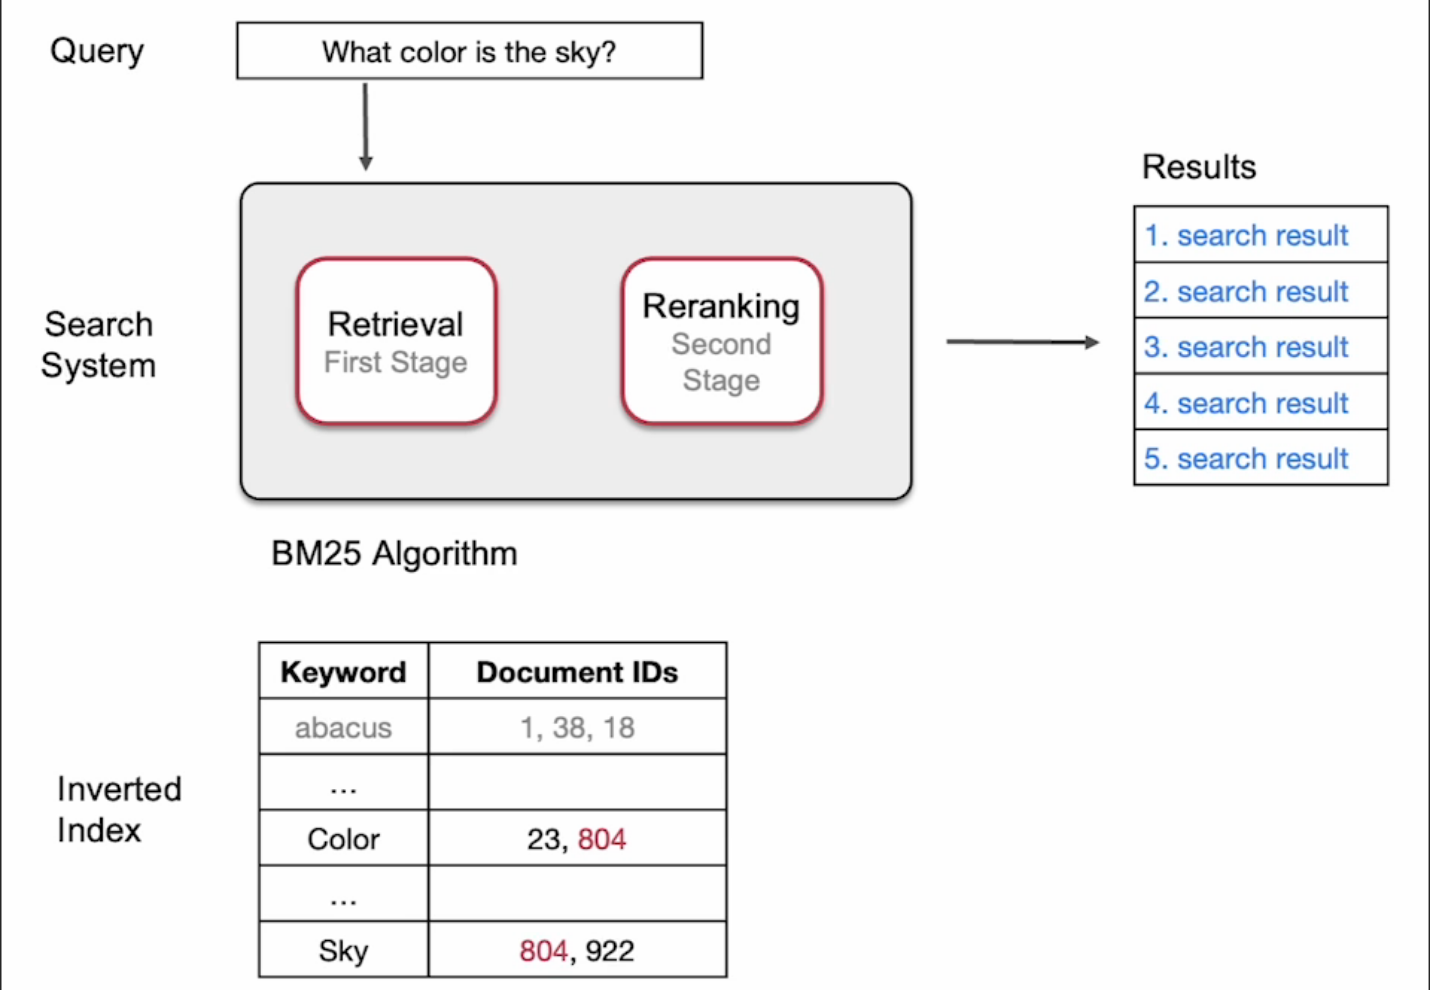 Query
What color is the sky?
Results
1. search result
2. search result
3. search result
4. search result
5. search result
Search
System
Retrieval
First Stage
Reranking
Second
Stage
BM25 Algorithm
Inverted
Index
Keyword Document IDs
abacus 1, 38, 18
...
Color 23, 804
...
Sky 804, 922